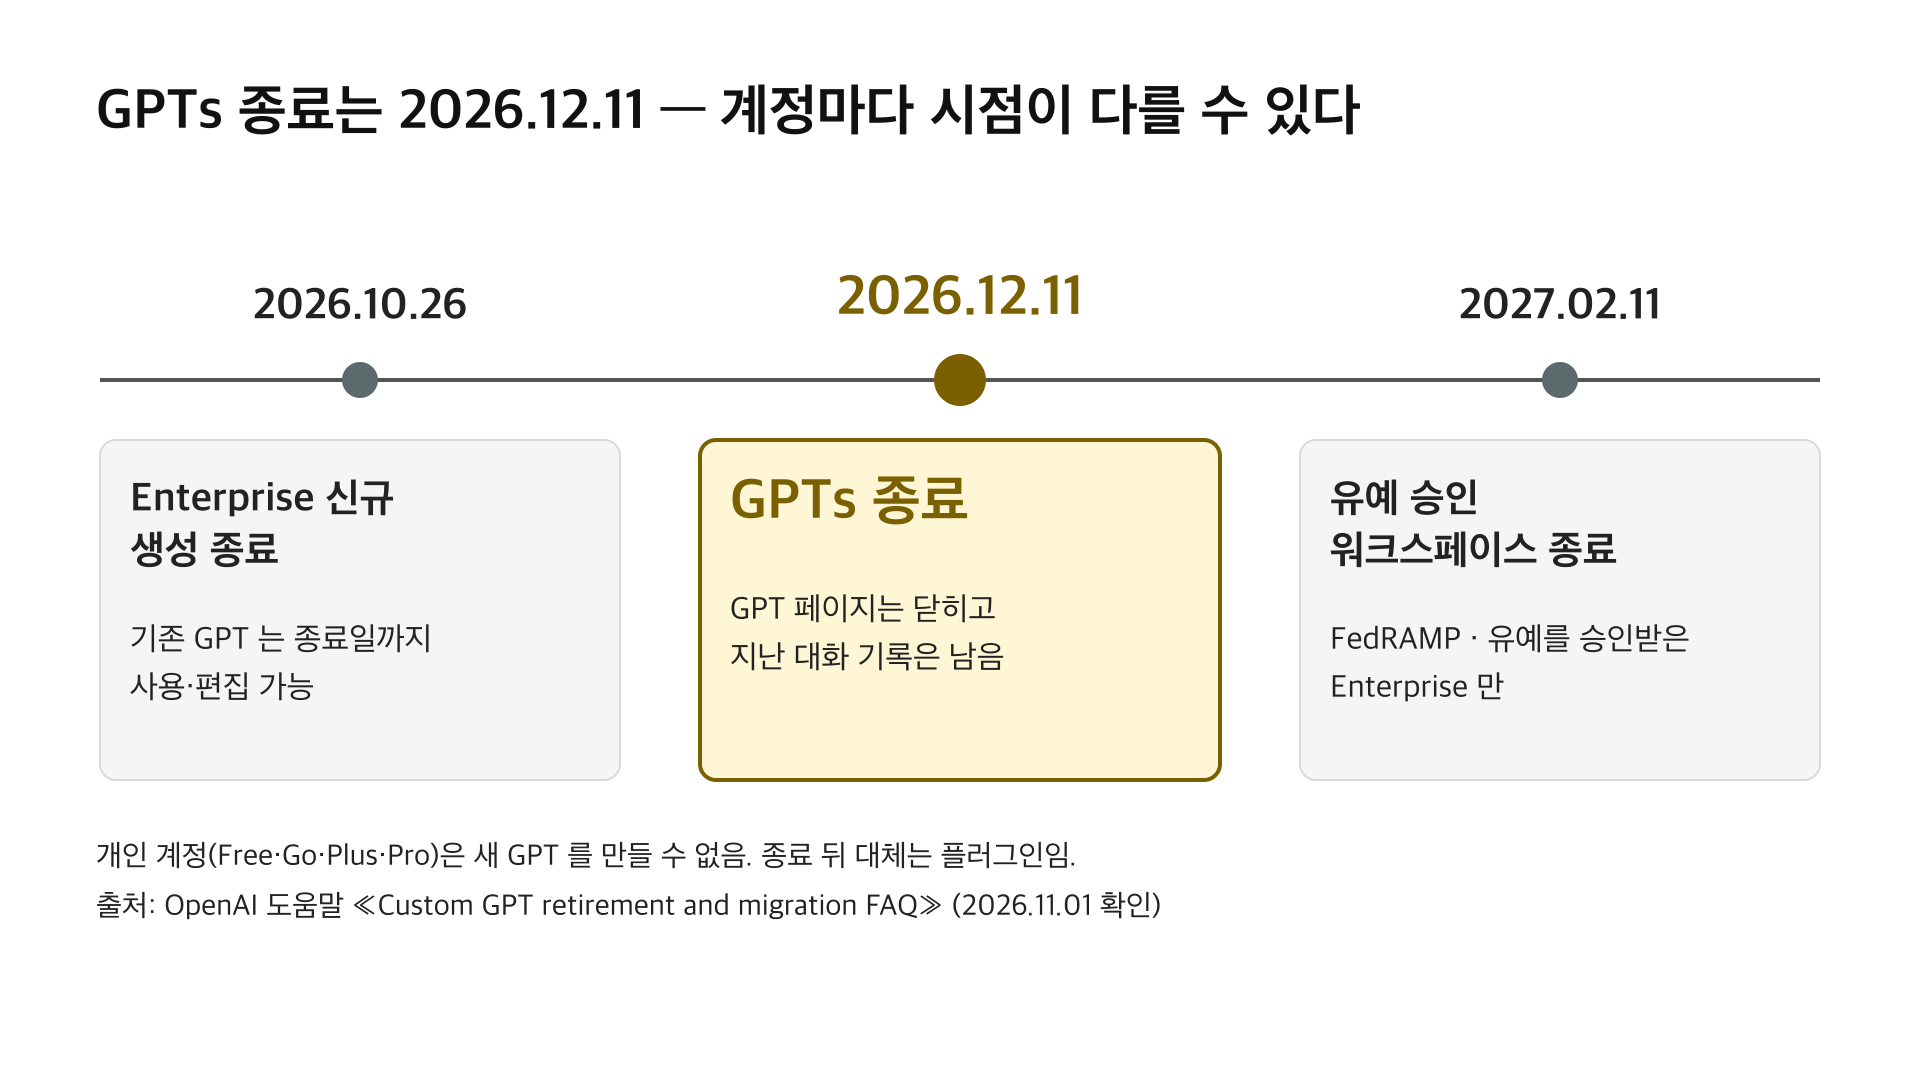 GPTs 종료는 2026.12.11 — 계정마다 시점이 다를 수 있다
2026.10.26
2026.12.11
2027.02.11
Enterprise 신규
생성 종료
기존 GPT 는 종료일까지
사용·편집 가능
GPTs 종료
GPT 페이지는 닫히고
지난 대화 기록은 남음
유예 승인
워크스페이스 종료
FedRAMP · 유예를 승인받은
Enterprise 만
개인 계정(Free·Go·Plus·Pro)은 새 GPT 를 만들 수 없음. 종료 뒤 대체는 플러그인임.
출처: OpenAI 도움말 ≪Custom GPT retirement and migration FAQ≫ (2026.11.01 확인)